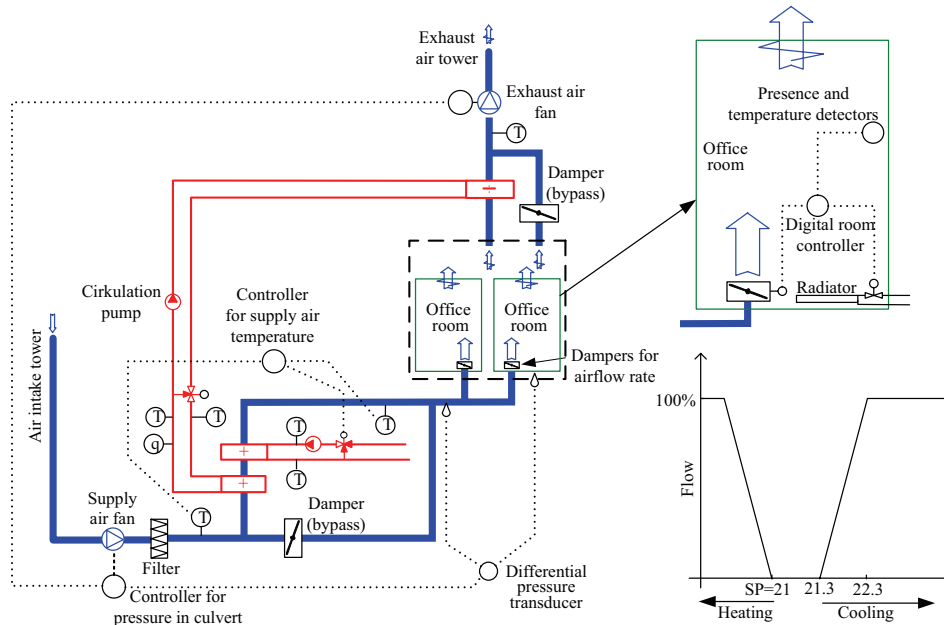 Exhaust
air tower
Exhaust air
fan
T
Damper
(bypass)
Presence and
temperature detectors
Office
room
Digital room
controller
Radiator
Cirkulation
pump
Controller
for supply air
temperature
Office
room
Office
room
Dampers for
airflow rate
Air intake tower
T
T
q
T
T
T
T
Supply
air fan
Filter
Damper
(bypass)
Controller for
pressure in culvert
Differential
pressure
transducer
100%
Flow
SP=21
21.3
22.3
Heating
Cooling